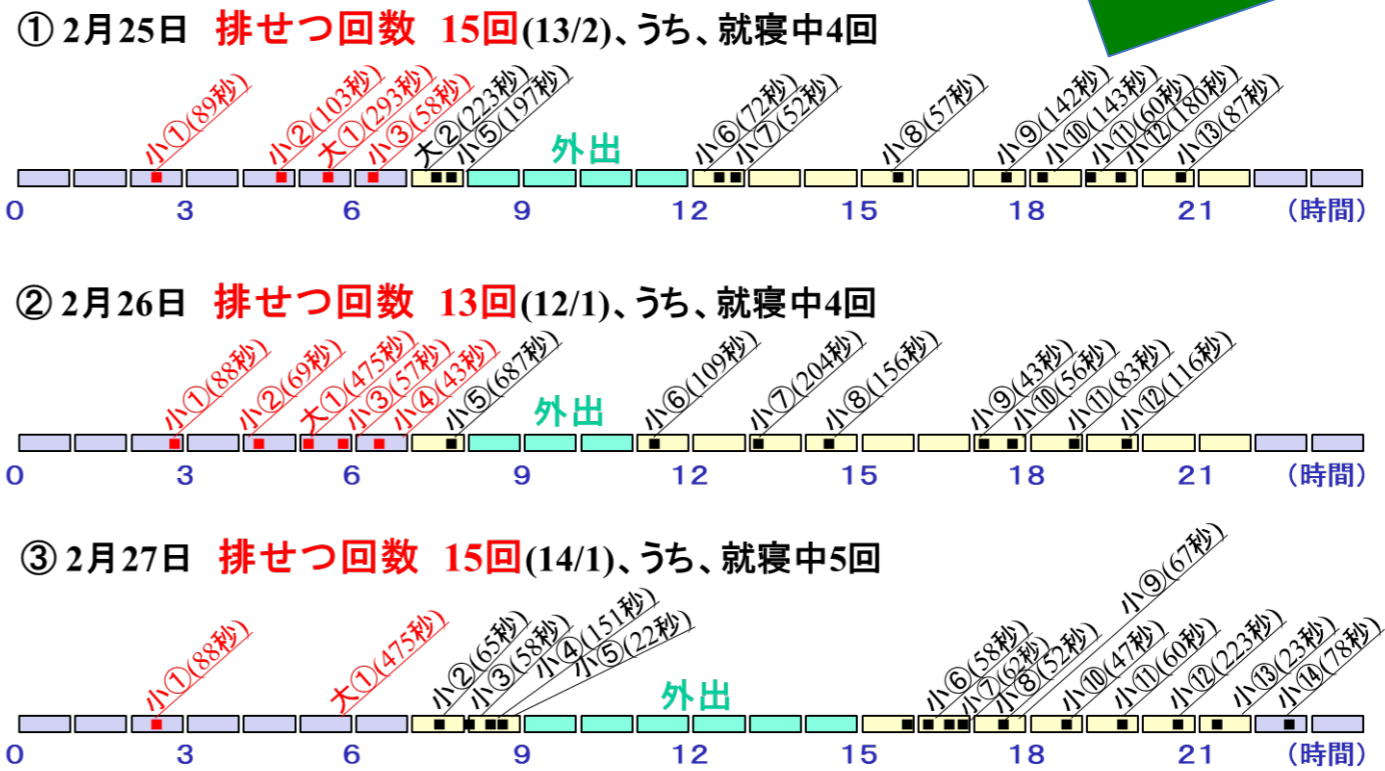 ① 2月25日 排せつ回数 15回(13/2)、うち、就寝中4回
小①(89秒) 小②(103秒) 大①(293秒) 小③(58秒) 大②(223秒) 小⑤(197秒) 外出 小⑥(72秒) 小⑦(52秒) 小⑧(57秒) 小⑨(142秒) 小⑩(143秒) 小⑪(60秒) 小⑫(180秒) 小⑬(87秒)
0 3 6 9 12 15 18 21 (時間)
② 2月26日 排せつ回数 13回(12/1)、うち、就寝中4回
小①(88秒) 小②(69秒) 大①(475秒) 小③(57秒) 小④(43秒) 小⑤(687秒) 外出 小⑥(109秒) 小⑦(204秒) 小⑧(156秒) 小⑨(43秒) 小⑩(56秒) 小⑪(83秒) 小⑫(116秒)
0 3 6 9 12 15 18 21 (時間)
③ 2月27日 排せつ回数 15回(14/1)、うち、就寝中5回
小①(88秒) 大①(475秒) 小②(65秒) 小③(58秒) 小④(151秒) 小⑤(22秒) 外出 小⑥(58秒) 小⑦(62秒) 小⑧(52秒) 小⑨(67秒) 小⑩(47秒) 小⑪(60秒) 小⑫(223秒) 小⑬(23秒) 小⑭(78秒)
0 3 6 9 12 15 18 21 (時間)